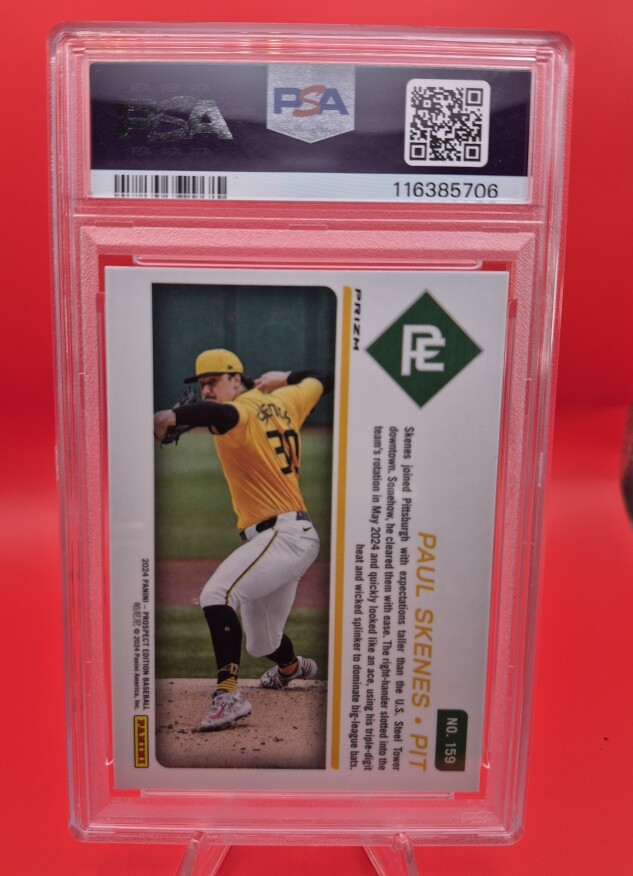 PSA
PSA
116385706
PRIZM
PE
Skenes joined Pittsburgh with expectations taller than the U.S. Steel Tower
downtown. Somehow, he cleared them with ease. The right-hander slotted into the
team's rotation in May 2024 and quickly looked like an ace, using his triple-digit
heat and wicked splinker to dominate big-league bats.
PAUL SKENES • PIT
NO. 159
30
2024 PANINI – PROSPECT EDITION BASEBALL
© 2024 Panini America, Inc.
PANINI